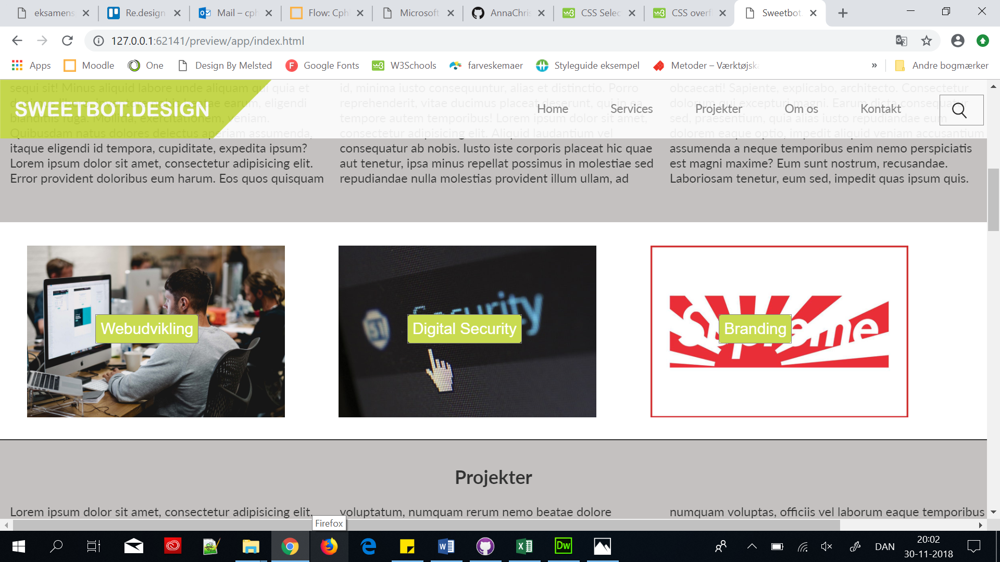 eksamens
Re.design
Mail – cph
Flow: Cph
Microsoft
AnnaChris
CSS Selec
CSS overf
Sweetbot.
127.0.0.1:62141/preview/app/index.html
Apps
Moodle
One
Design By Melsted
Google Fonts
W3Schools
farveskemaer
Styleguide eksempel
Metoder – Værktøjska
»
Andre bogmærker
SWEETBOT.DESIGN
Home
Services
Projekter
Om os
Kontakt
sequi sit! Minus aliquid labore unde aliquam qui quia et
eligendi
blanditiis fuga. Mollitia, exercitationem, veniam.
Quibusdam natus dolores delectus aperiam assumenda,
itaque eligendi id tempora, cupiditate, expedita ipsum?
Lorem ipsum dolor sit amet, consectetur adipisicing elit.
Error provident doloribus eum harum. Eos quos quisquam
id, minima iusto consequuntur, alias et distinctio. Porro
reprehenderit, vitae ducimus placeat deserunt, qui in ea
tempore autem temporibus! Lorem ipsum dolor sit amet,
consectetur adipisicing elit. Aliquid laudantium vel
consequatur ab nobis. Iusto iste corporis placeat hic quae
aut tenetur, ipsa minus repellat possimus in molestiae sed
repudiandae nulla molestias provident illum ullam, ad
obcaecati! Sapiente, explicabo, architecto. Consectetur
dolorum qui excepturi magni. Earum dicta consequatur
sed, praesentium, quia alias iusto repudiandae eum
dolorem eaque optio, impedit aliquid veniam accusantium
assumenda a neque temporibus enim nemo perspiciatis
est magni maxime? Eum sunt nostrum, recusandae.
Laboriosam tenetur, eum sed, impedit quas ipsum quis.
Webudvikling
Security
Digital Security
Supreme
Branding
Projekter
Lorem ipsum dolor sit amet, consectetur adipisicing elit.
voluptatum, numquam rerum nemo beatae dolore
numquam voluptas, officiis vel laborum eaque temporibus
Firefox
Dw
DAN
20:02
30-11-2018